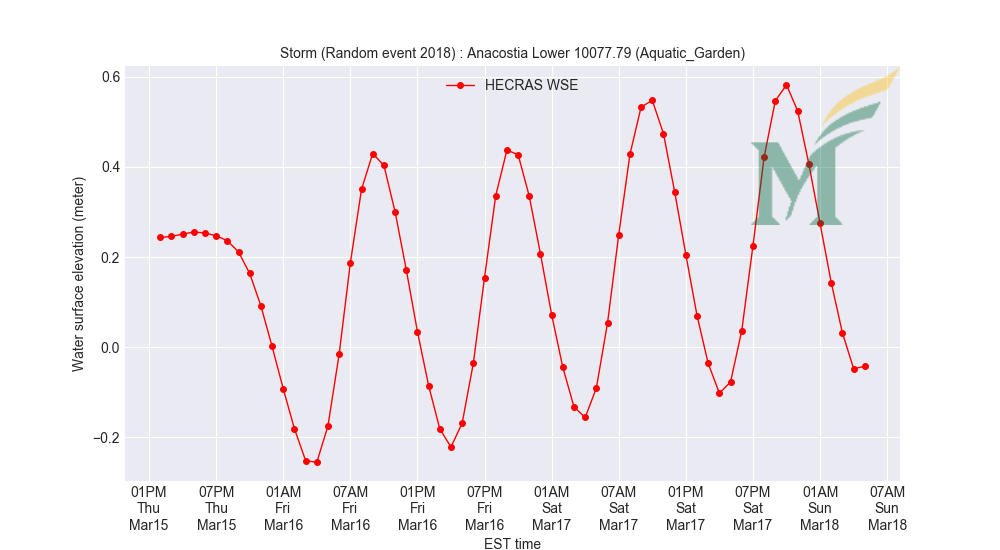 Storm (Random event 2018) : Anacostia Lower 10077.79 (Aquatic_Garden)
HECRAS WSE
M
Water surface elevation (meter)
0.6
0.4
0.2
0.0
−0.2
01PM 07PM 01AM 07AM 01PM 07PM 01AM 07AM 01PM 07PM 01AM 07AM
Thu Thu Fri Fri Fri Fri Sat Sat Sat Sat Sun Sun
Mar15 Mar15 Mar16 Mar16 Mar16 Mar16 Mar17 Mar17 Mar17 Mar17 Mar18 Mar18
EST time